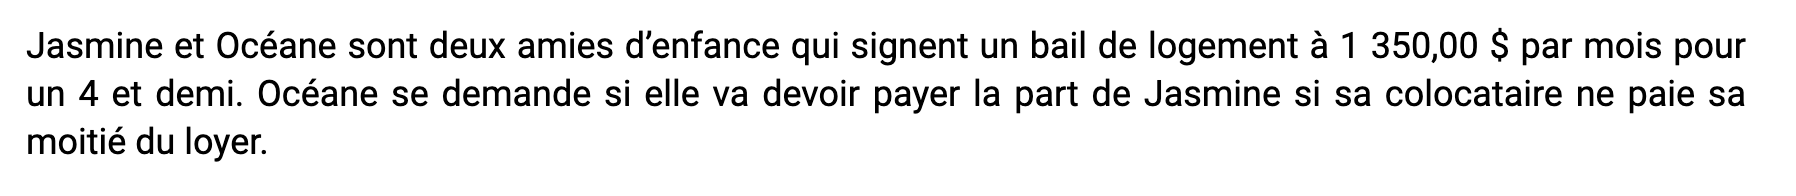 Jasmine et Océane sont deux amies d’enfance qui signent un bail de logement à 1 350,00 $ par mois pour
un 4 et demi. Océane se demande si elle va devoir payer la part de Jasmine si sa colocataire ne paie sa
moitié du loyer.